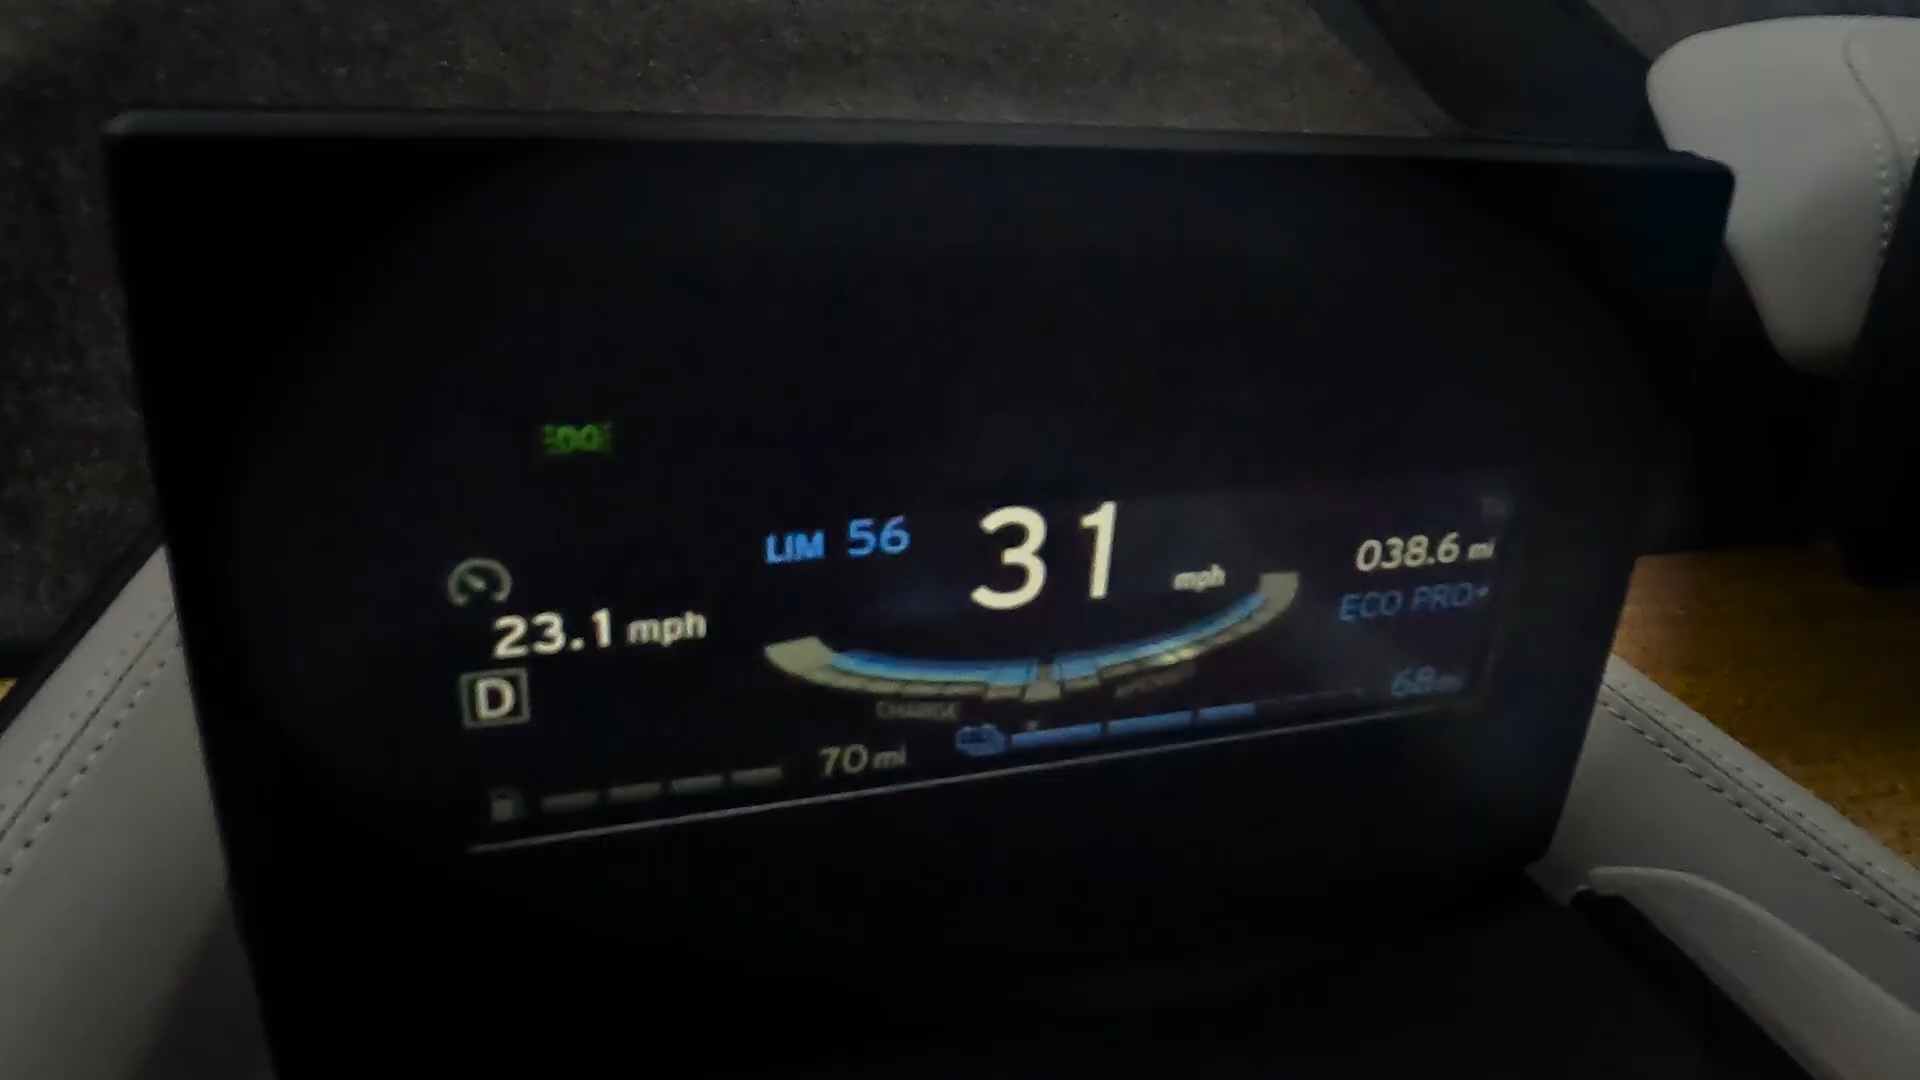 LIM 56
31 mph
038.6 mi
ECO PRO+
23.1 mph
D
CHARGE
68 mi
70 mi